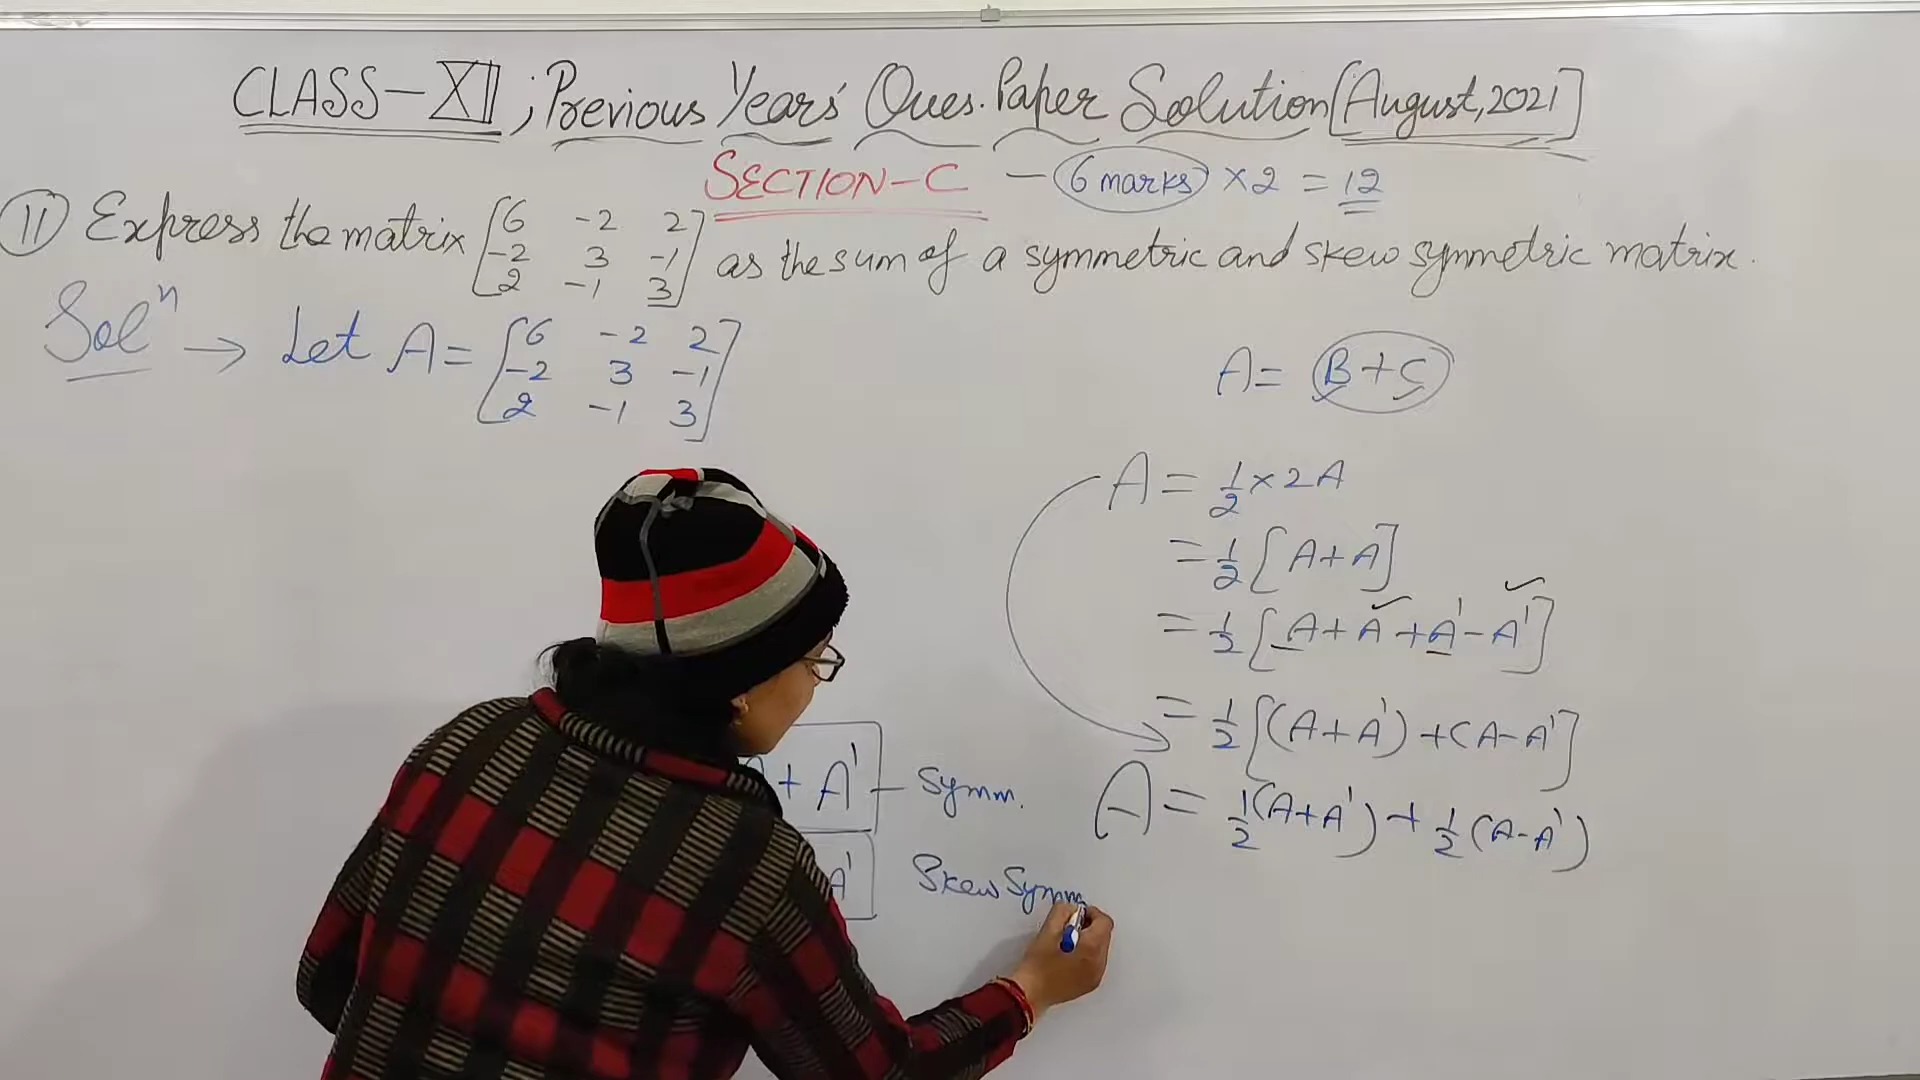 CLASS-XII ; Previous Years' Ques. Paper Solution [August, 2021]
SECTION-C - 6 marks × 2 = 12
11 Express the matrix [6 -2 2
-2 3 -1
2 -1 3] as the sum of a symmetric and skew symmetric matrix.
Solⁿ → Let A = [6 -2 2
-2 3 -1
2 -1 3]
A = B + C
A = 1/2 × 2A
= 1/2 [A + A]
= 1/2 [A + A + A' - A']
= 1/2 [(A + A') + (A - A')]
A = 1/2 (A + A') + 1/2 (A - A')
+ A' - Symm.
A' Skew Symm